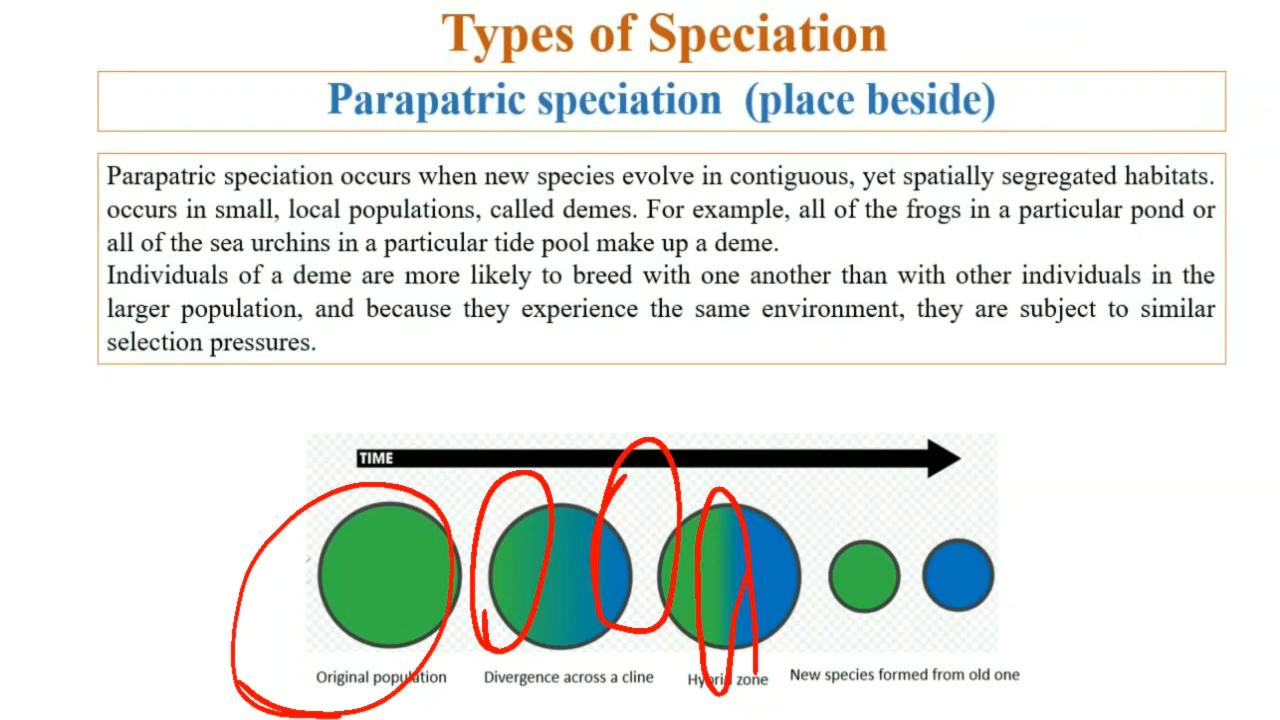 Types of Speciation
Parapatric speciation (place beside)
Parapatric speciation occurs when new species evolve in contiguous, yet spatially segregated habitats.
occurs in small, local populations, called demes. For example, all of the frogs in a particular pond or
all of the sea urchins in a particular tide pool make up a deme.
Individuals of a deme are more likely to breed with one another than with other individuals in the
larger population, and because they experience the same environment, they are subject to similar
selection pressures.
TIME
Original population
Divergence across a cline
Hybrid zone
New species formed from old one